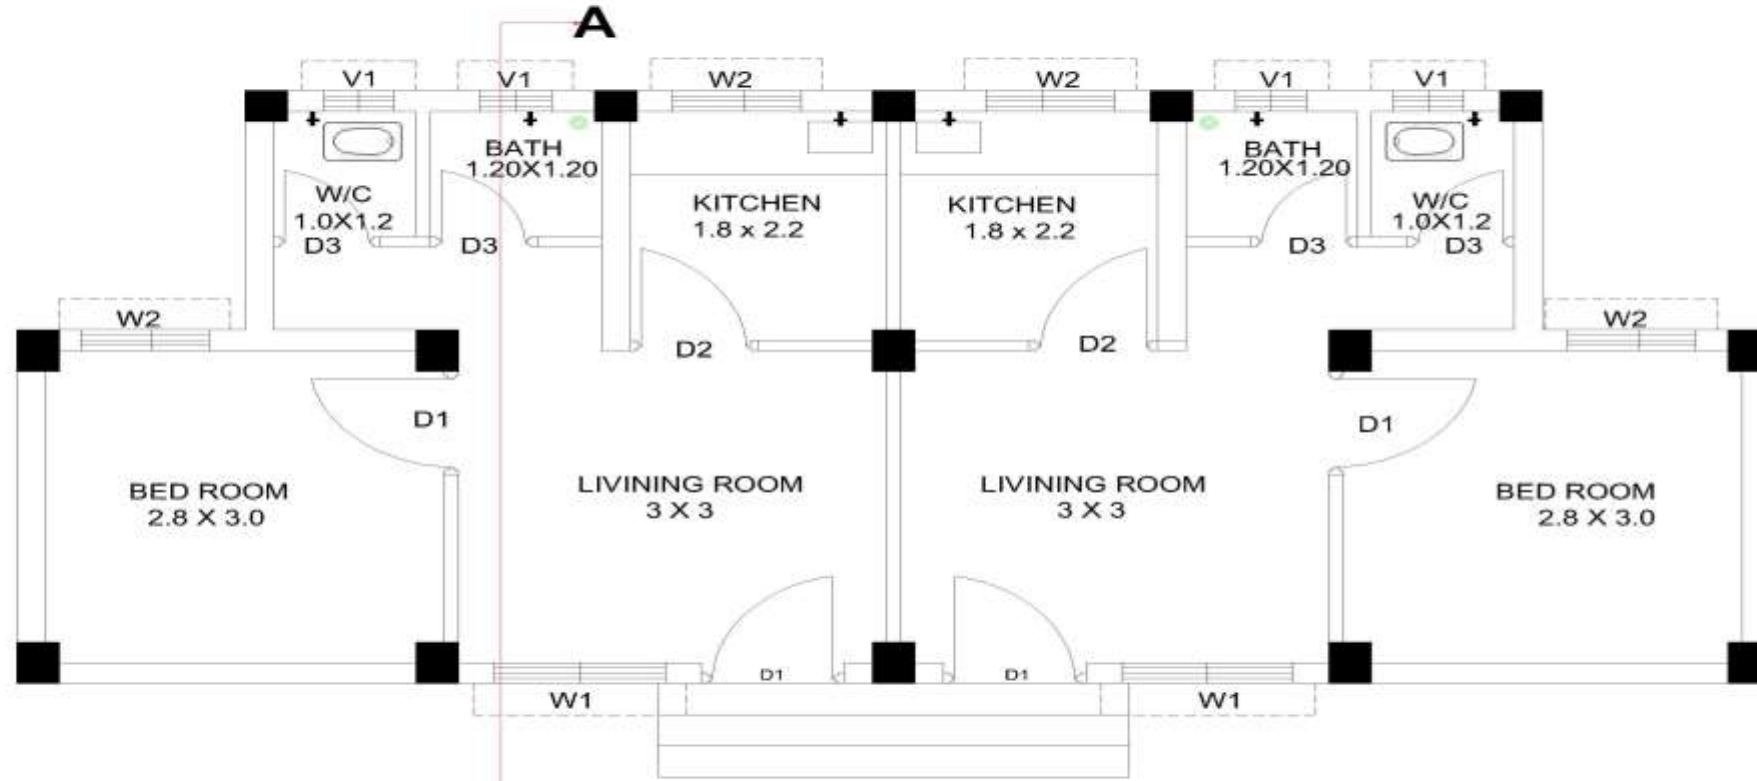 A
V1
V1
W2
W2
V1
V1
BATH
1.20X1.20
BATH
1.20X1.20
W/C
1.0X1.2
KITCHEN
1.8 x 2.2
KITCHEN
1.8 x 2.2
W/C
1.0X1.2
D3
D3
D3
D3
W2
W2
D2
D2
D1
D1
BED ROOM
2.8 X 3.0
LIVINING ROOM
3 X 3
LIVINING ROOM
3 X 3
BED ROOM
2.8 X 3.0
D1
D1
W1
W1